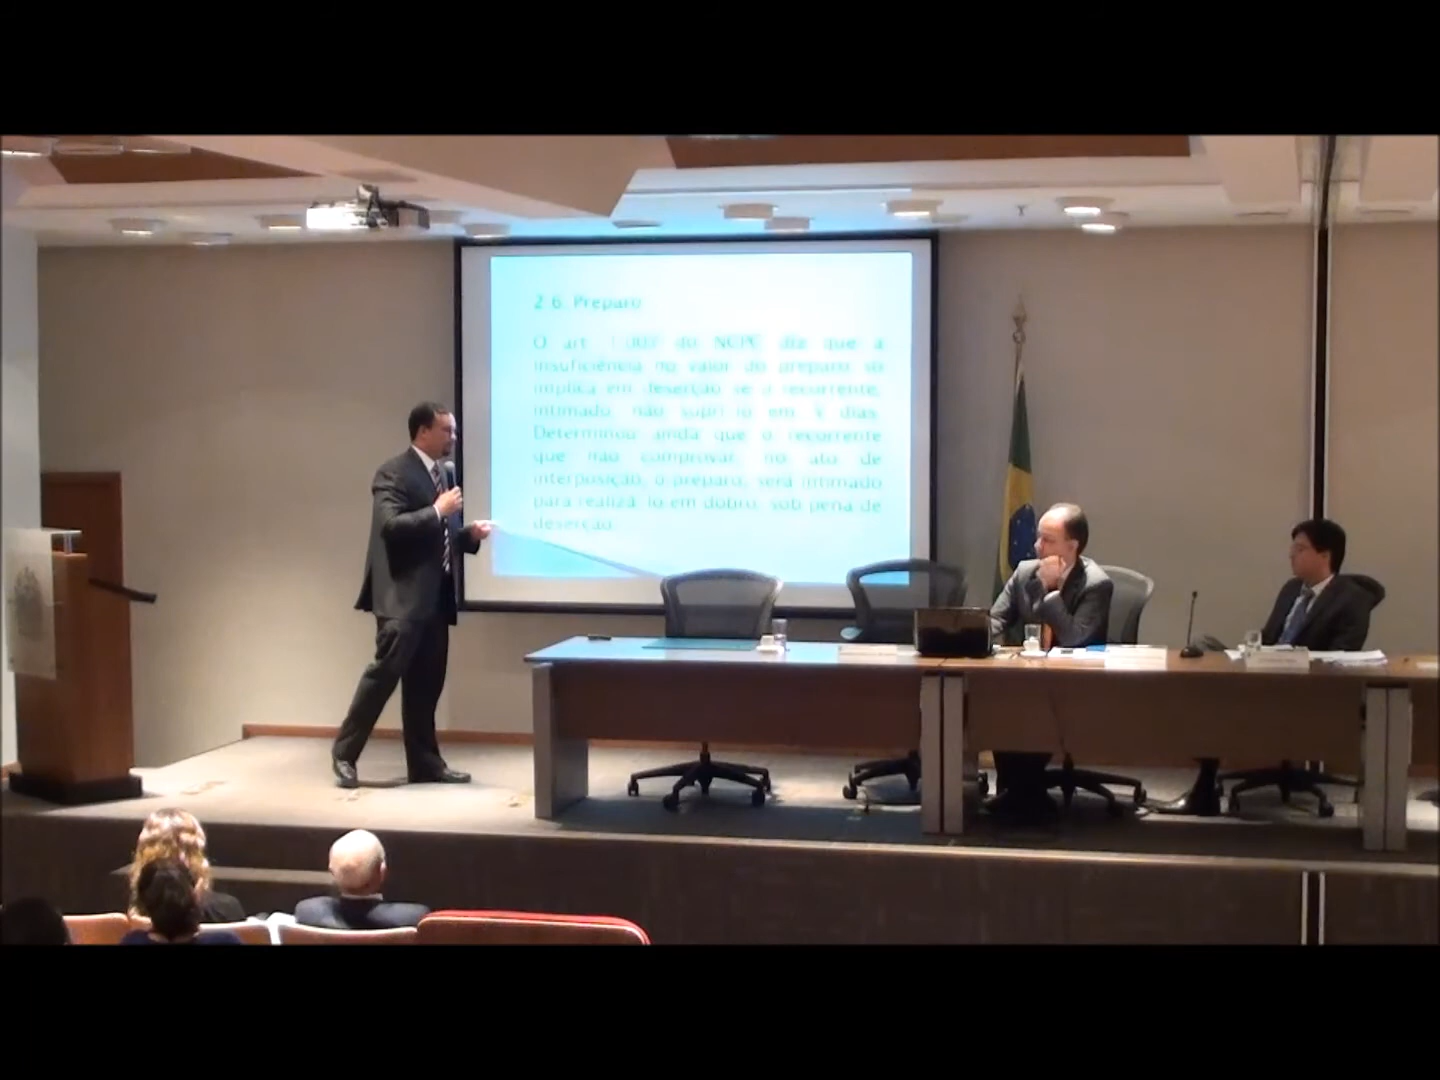 2.6. Preparo
O art. do NCPC diz que a
insuficiência no valor do preparo só
implica em deserção se o recorrente,
intimado, não supri-lo em 5 dias.
Determinou ainda que o recorrente
que não comprovar, no ato de
interposição, o preparo, será intimado
para realizá-lo em dobro, sob pena de
deserção.